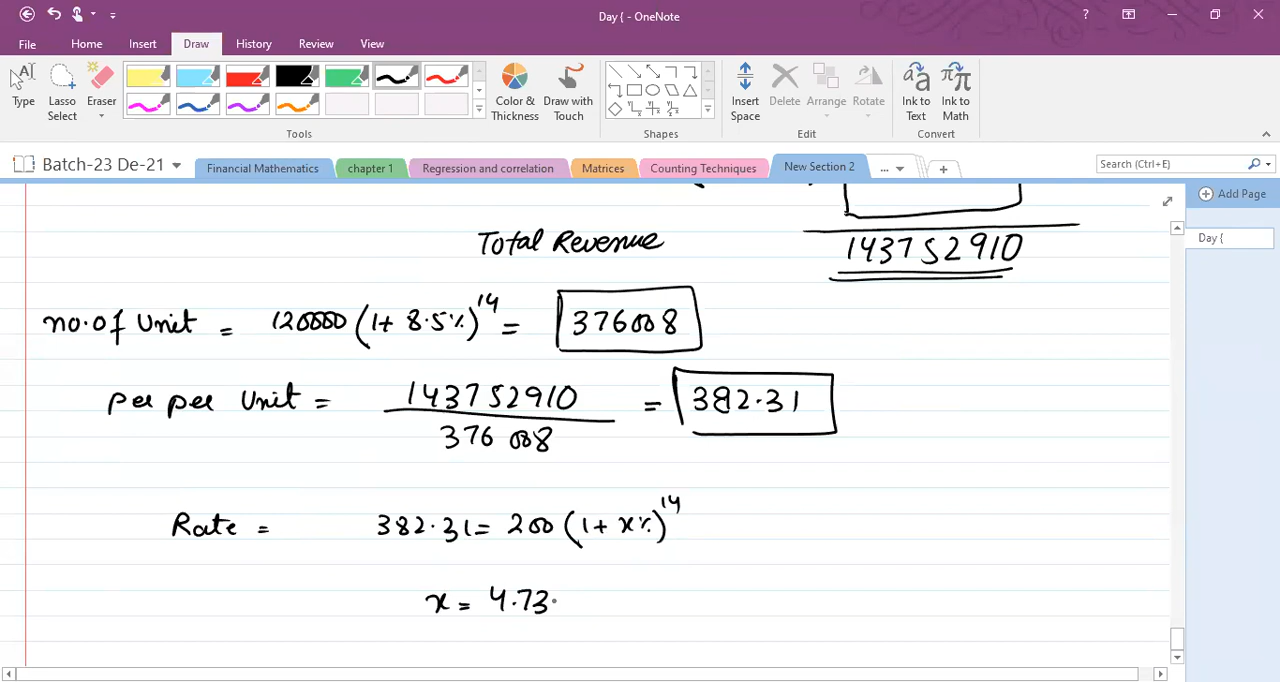 Day { - OneNote
?
File Home Insert Draw History Review View
Type
Lasso Select
Eraser
Color & Thickness
Draw with Touch
Insert Space
Delete
Arrange
Rotate
Ink to Text
Ink to Math
Tools
Shapes
Edit
Convert
Batch-23 De-21
Financial Mathematics
chapter 1
Regression and correlation
Matrices
Counting Techniques
New Section 2
...
Search (Ctrl+E)
Add Page
Day {
Total Revenue 143752910
no. of Unit = 120000 (1+ 8.5%)^14 = 376008
per per Unit = 143752910 / 376008 = 382.31
Rate = 382.31 = 200 (1+ x%)^14
x = 4.73